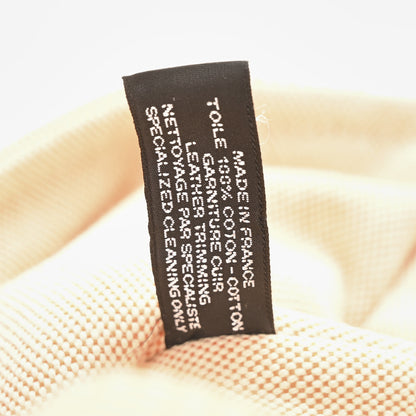 MADE IN FRANCE
TOILE 100% COTON-COTTON
GARNITURE CUIR
LEATHER TRIMMING
NETTOYAGE PAR SPECIALISTE
SPECIALIZED CLEANING ONLY